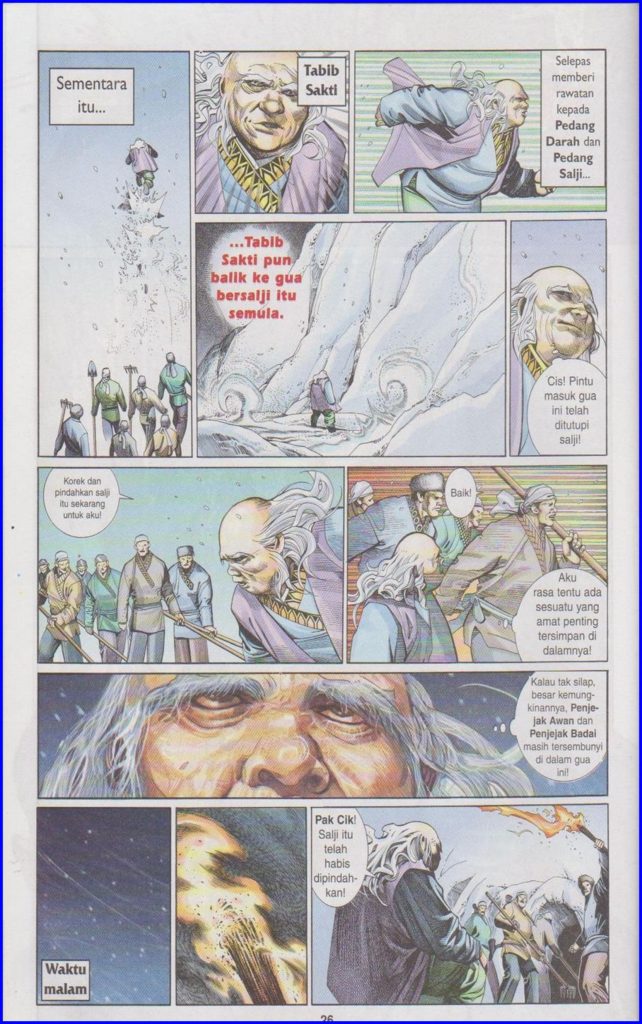 Sementara
itu...
Tabib
Sakti
Selepas
memberi
rawatan
kepada
Pedang
Darah dan
Pedang
Salji...
...Tabib
Sakti pun
balik ke gua
bersalji itu
semula.
Cis! Pintu
masuk gua
ini telah
ditutupi
salji!
Korek dan
pindahkan salji
itu sekarang
untuk aku!
Baik!
Aku
rasa tentu ada
sesuatu yang
amat penting
tersimpan di
dalamnya!
Kalau tak silap,
besar kemung-
kinannya, Penje-
jak Awan dan
Penjejak Badai
masih tersembunyi
di dalam gua
ini!
Waktu
malam
Pak Cik!
Salji itu
telah
habis
dipindah-
kan!
26